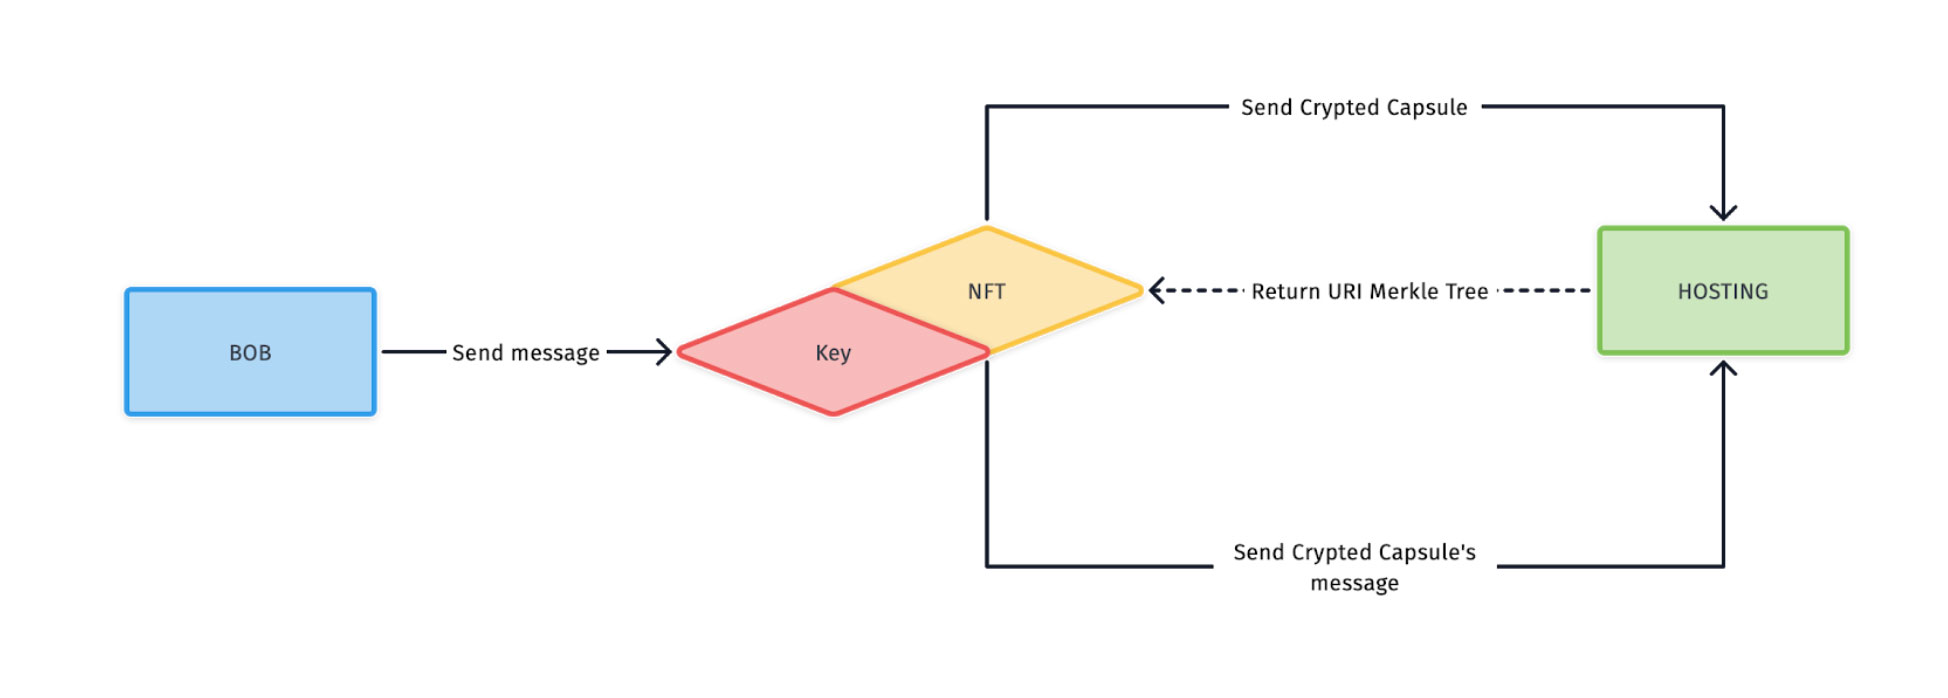 Send Crypted Capsule
NFT
Return URI Merkle Tree
HOSTING
BOB
Send message
Key
Send Crypted Capsule's
message